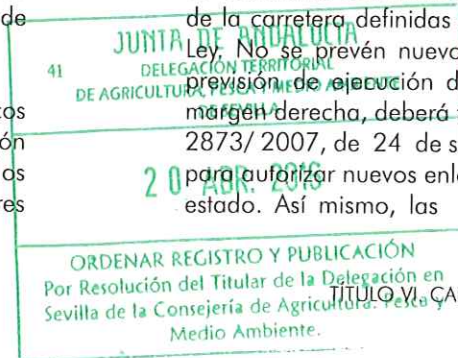 de
os
ón
os
res
de la carretera definidas
Ley. No se prevén nuevo
previsión de ejecución d
margen derecha, deberá
2873/2007, de 24 de s
para autorizar nuevos enl
estado. Así mismo, las
TÍTULO VI. CA
JUNTA DE ANDALUCIA
41 DELEGACIÓN TERRITORIAL
DE AGRICULTURA, PESCA Y MEDIO AMBIENTE
DE SEVILLA
20 ABR. 2016
ORDENAR REGISTRO Y PUBLICACIÓN
Por Resolución del Titular de la Delegación en
Sevilla de la Consejería de Agricultura. Pesca y
Medio Ambiente.